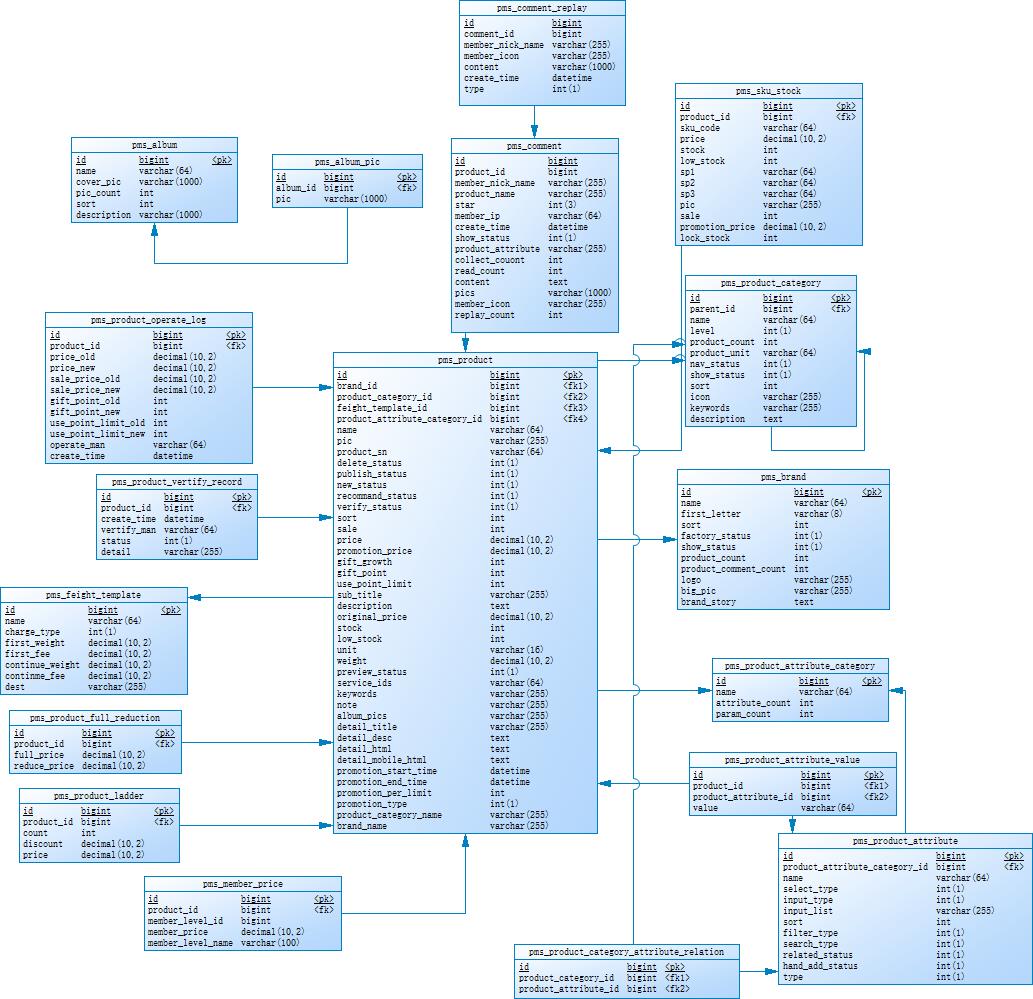 pms_comment_replay
id bigint
comment_id bigint
member_nick_name varchar(255)
member_icon varchar(255)
content varchar(1000)
create_time datetime
type int(1)
pms_sku_stock
id bigint <pk>
product_id bigint <fk>
sku_code varchar(64)
price decimal(10,2)
stock int
low_stock int
sp1 varchar(64)
sp2 varchar(64)
sp3 varchar(64)
pic varchar(255)
sale int
promotion_price decimal(10,2)
lock_stock int
pms_album
id bigint <pk>
name varchar(64)
cover_pic varchar(1000)
pic_count int
sort int
description varchar(1000)
pms_album_pic
id bigint <pk>
album_id bigint <fk>
pic varchar(1000)
pms_comment
id bigint
product_id bigint
member_nick_name varchar(255)
product_name varchar(255)
star int(3)
member_ip varchar(64)
create_time datetime
show_status int(1)
product_attribute varchar(255)
collect_couont int
read_count int
content text
pics varchar(1000)
member_icon varchar(255)
replay_count int
pms_product_category
id bigint <pk>
parent_id bigint <fk>
name varchar(64)
level int(1)
product_count int
product_unit varchar(64)
nav_status int(1)
show_status int(1)
sort int
icon varchar(255)
keywords varchar(255)
description text
pms_product_operate_log
id bigint <pk>
product_id bigint <fk>
price_old decimal(10,2)
price_new decimal(10,2)
sale_price_old decimal(10,2)
sale_price_new decimal(10,2)
gift_point_old int
gift_point_new int
use_point_limit_old int
use_point_limit_new int
operate_man varchar(64)
create_time datetime
pms_product
id bigint <pk>
brand_id bigint <fk1>
product_category_id bigint <fk2>
feight_template_id bigint <fk3>
product_attribute_category_id bigint <fk4>
name varchar(64)
pic varchar(255)
product_sn varchar(64)
delete_status int(1)
publish_status int(1)
new_status int(1)
recommand_status int(1)
verify_status int(1)
sort int
sale int
price decimal(10,2)
promotion_price decimal(10,2)
gift_growth int
gift_point int
use_point_limit int
sub_title varchar(255)
description text
original_price decimal(10,2)
stock int
low_stock int
unit varchar(16)
weight decimal(10,2)
preview_status int(1)
service_ids varchar(64)
keywords varchar(255)
note varchar(255)
album_pics varchar(255)
detail_title varchar(255)
detail_desc text
detail_html text
detail_mobile_html text
promotion_start_time datetime
promotion_end_time datetime
promotion_per_limit int
promotion_type int(1)
product_category_name varchar(255)
brand_name varchar(255)
pms_product_vertify_record
id bigint <pk>
product_id bigint <fk>
create_time datetime
vertify_man varchar(64)
status int(1)
detail varchar(255)
pms_brand
id bigint <pk>
name varchar(64)
first_letter varchar(8)
sort int
factory_status int(1)
show_status int(1)
product_count int
product_comment_count int
logo varchar(255)
big_pic varchar(255)
brand_story text
pms_feight_template
id bigint <pk>
name varchar(64)
charge_type int(1)
first_weight decimal(10,2)
first_fee decimal(10,2)
continue_weight decimal(10,2)
continme_fee decimal(10,2)
dest varchar(255)
pms_product_attribute_category
id bigint <pk>
name varchar(64)
attribute_count int
param_count int
pms_product_full_reduction
id bigint <pk>
product_id bigint <fk>
full_price decimal(10,2)
reduce_price decimal(10,2)
pms_product_attribute_value
id bigint <pk>
product_id bigint <fk1>
product_attribute_id bigint <fk2>
value varchar(64)
pms_product_ladder
id bigint <pk>
product_id bigint <fk>
count int
discount decimal(10,2)
price decimal(10,2)
pms_product_attribute
id bigint <pk>
product_attribute_category_id bigint <fk>
name varchar(64)
select_type int(1)
input_type int(1)
input_list varchar(255)
sort int
filter_type int(1)
search_type int(1)
related_status int(1)
hand_add_status int(1)
type int(1)
pms_member_price
id bigint <pk>
product_id bigint <fk>
member_level_id bigint
member_price decimal(10,2)
member_level_name varchar(100)
pms_product_category_attribute_relation
id bigint <pk>
product_category_id bigint <fk1>
product_attribute_id bigint <fk2>